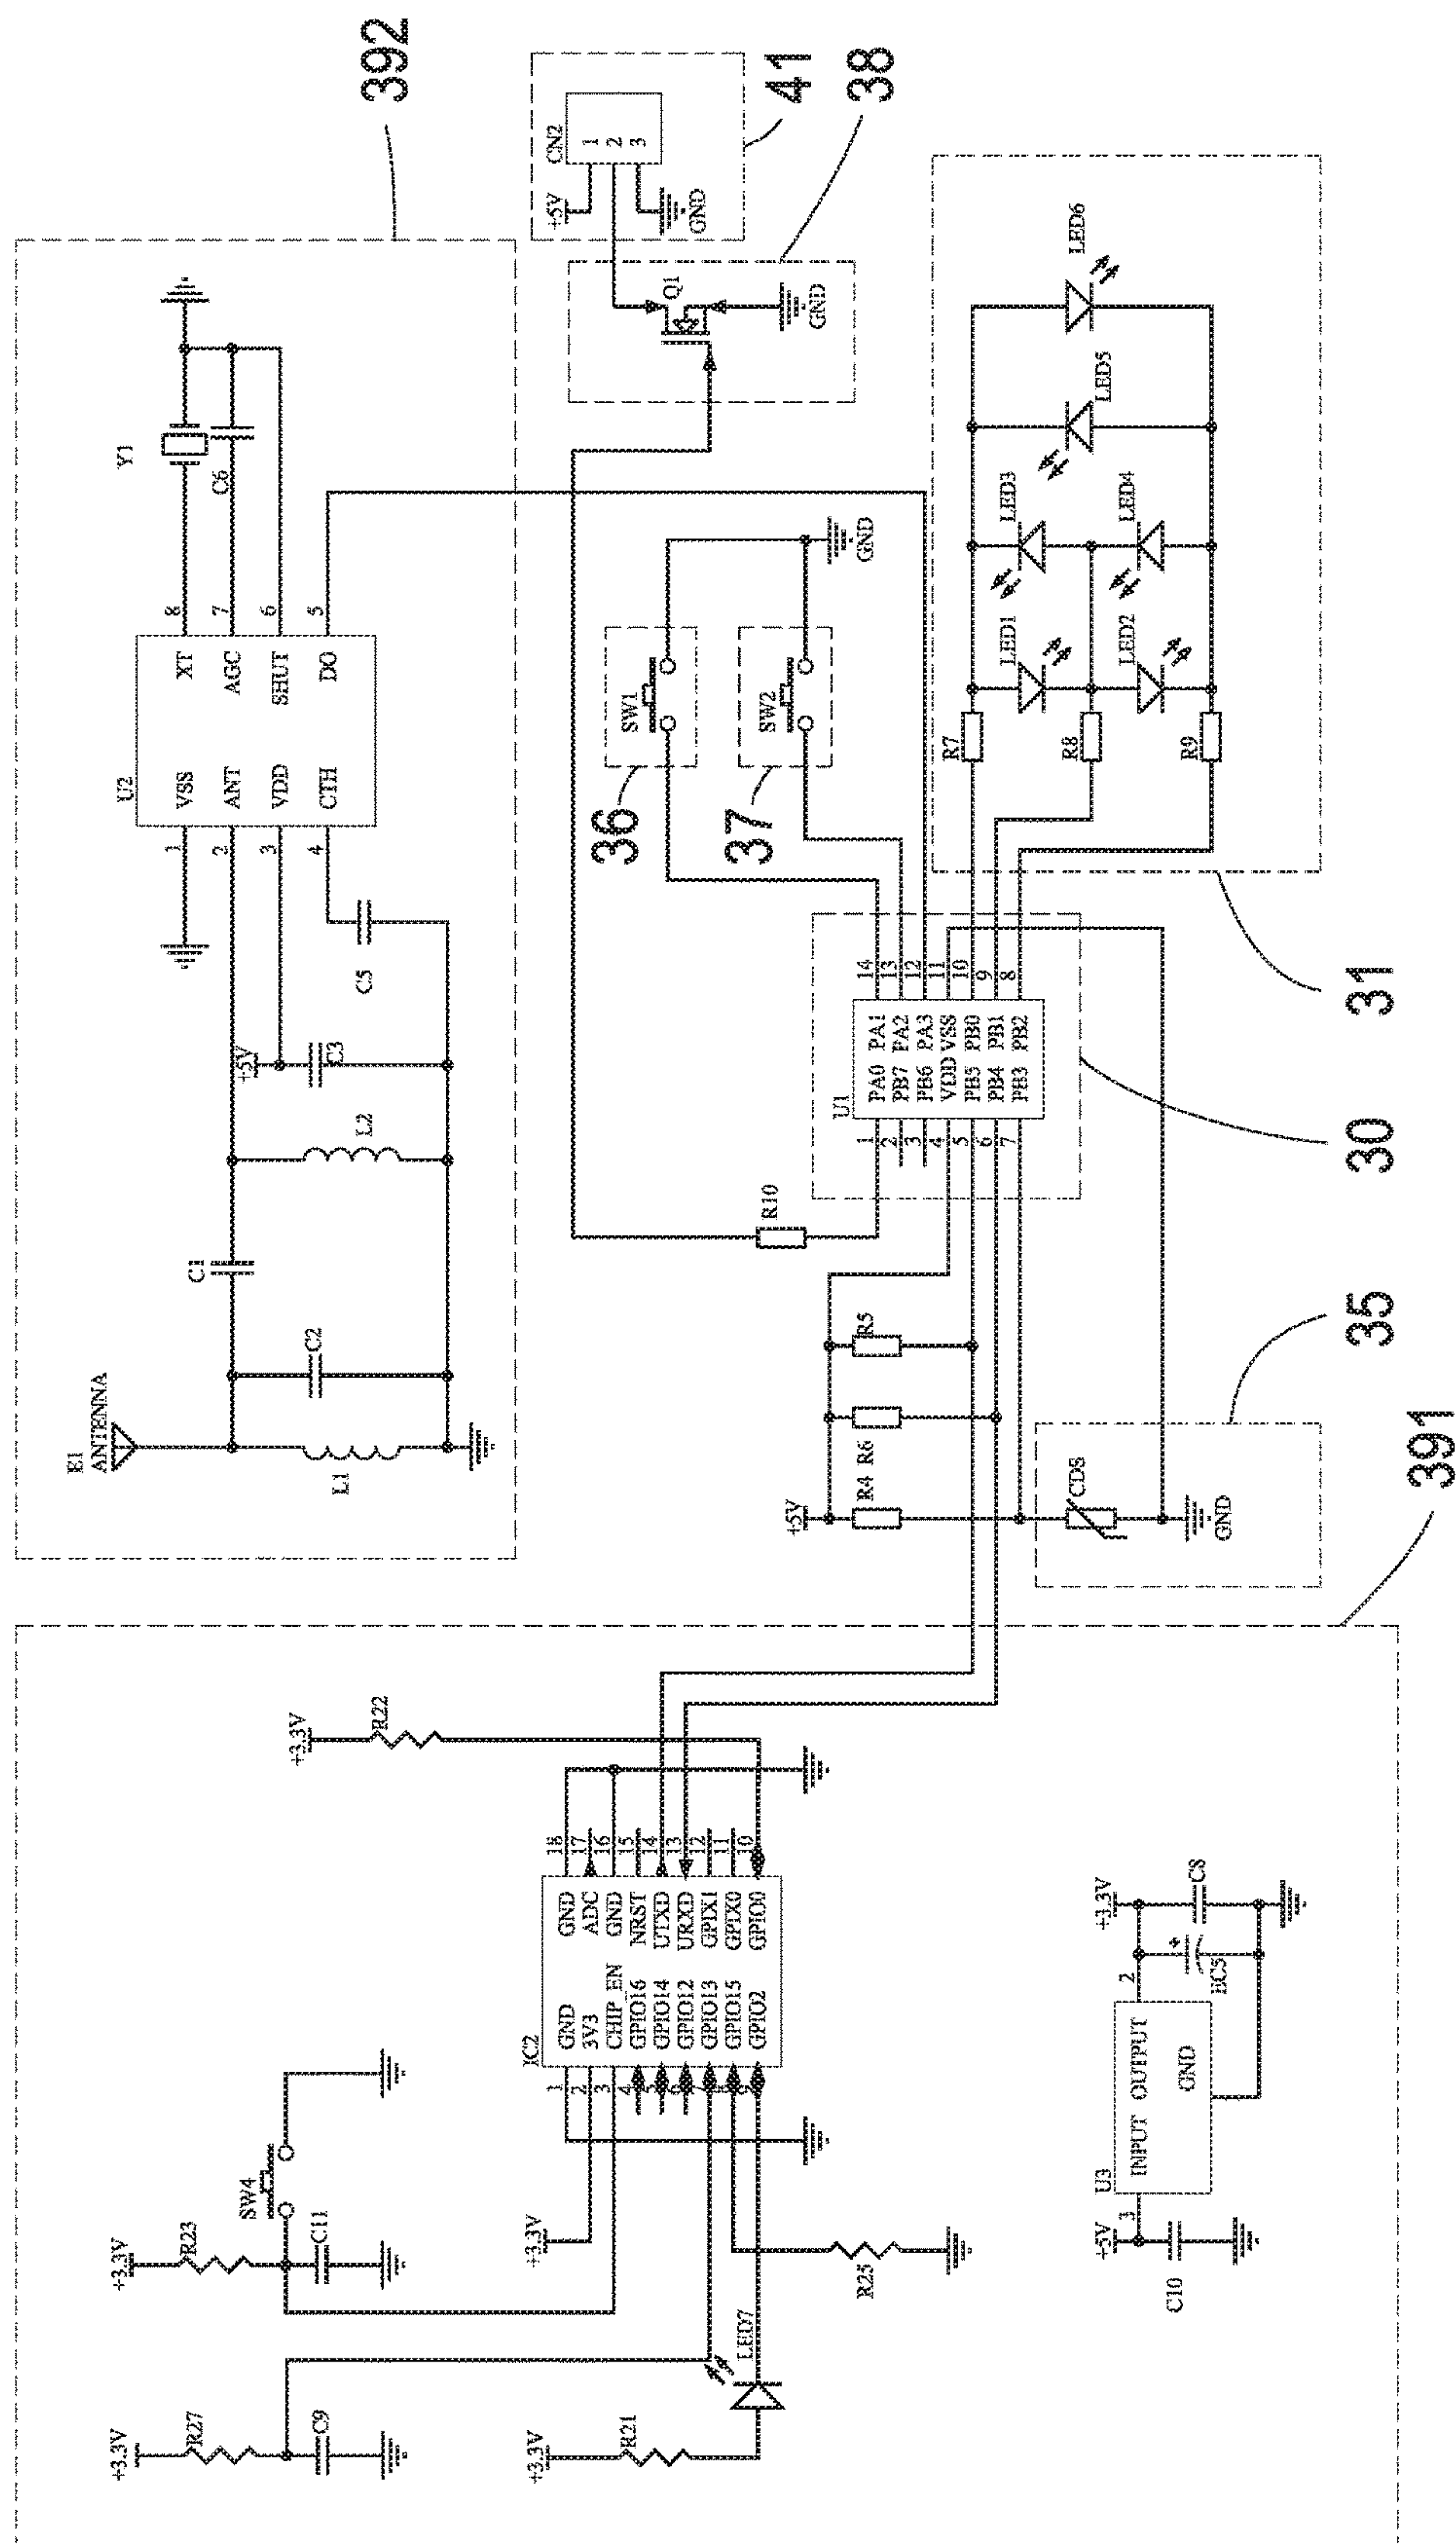 392
E1
ANTENNA
L1
C2
C1
L2
+5V
C3
C5
U2
1
VSS
2
ANT
3
VDD
4
CTH
XT
8
AGC
7
SHUT
6
DO
5
Y1
C6
CN2
1
2
3
+5V
GND
41
Q1
GND
38
SW1
36
SW2
37
GND
R10
U1
1
PA0
PA1
14
2
PB7
PA2
13
3
PB6
PA3
12
4
VDD
VSS
11
5
PB5
PB0
10
6
PB4
PB1
9
7
PB3
PB2
8
30
R7
R8
R9
LED1
LED2
LED3
LED4
LED5
LED6
31
+5V
R4
R6
R5
CDS
GND
35
391
+3.3V
R27
C9
+3.3V
R23
C11
SW4
+3.3V
R21
LED7
+3.3V
R25
IC2
1
GND
GND
18
2
3V3
ADC
17
3
CHIP_EN
GND
16
4
GPIO16
NRST
15
GPIO14
UTXD
14
GPIO12
URXD
13
GPIO13
GPIX1
12
GPIO15
GPIX0
11
GPIO2
GPIO0
10
+3.3V
R22
U3
+5V
3
C10
INPUT OUTPUT
GND
2
+3.3V
+
EC5
C8